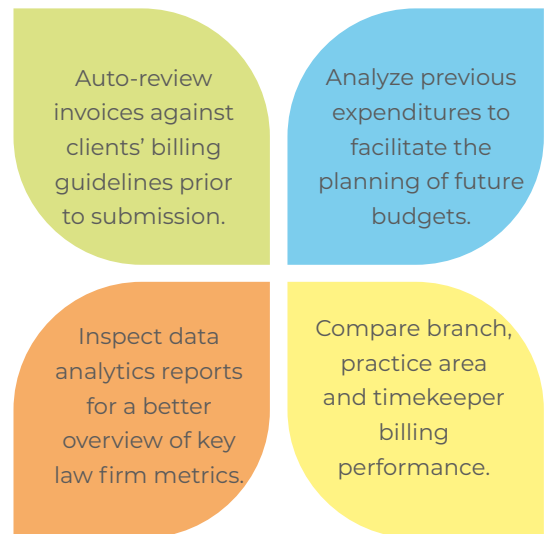 Auto-review
invoices against
clients’ billing
guidelines prior
to submission.
Analyze previous
expenditures to
facilitate the
planning of future
budgets.
Inspect data
analytics reports
for a better
overview of key
law firm metrics.
Compare branch,
practice area
and timekeeper
billing
performance.